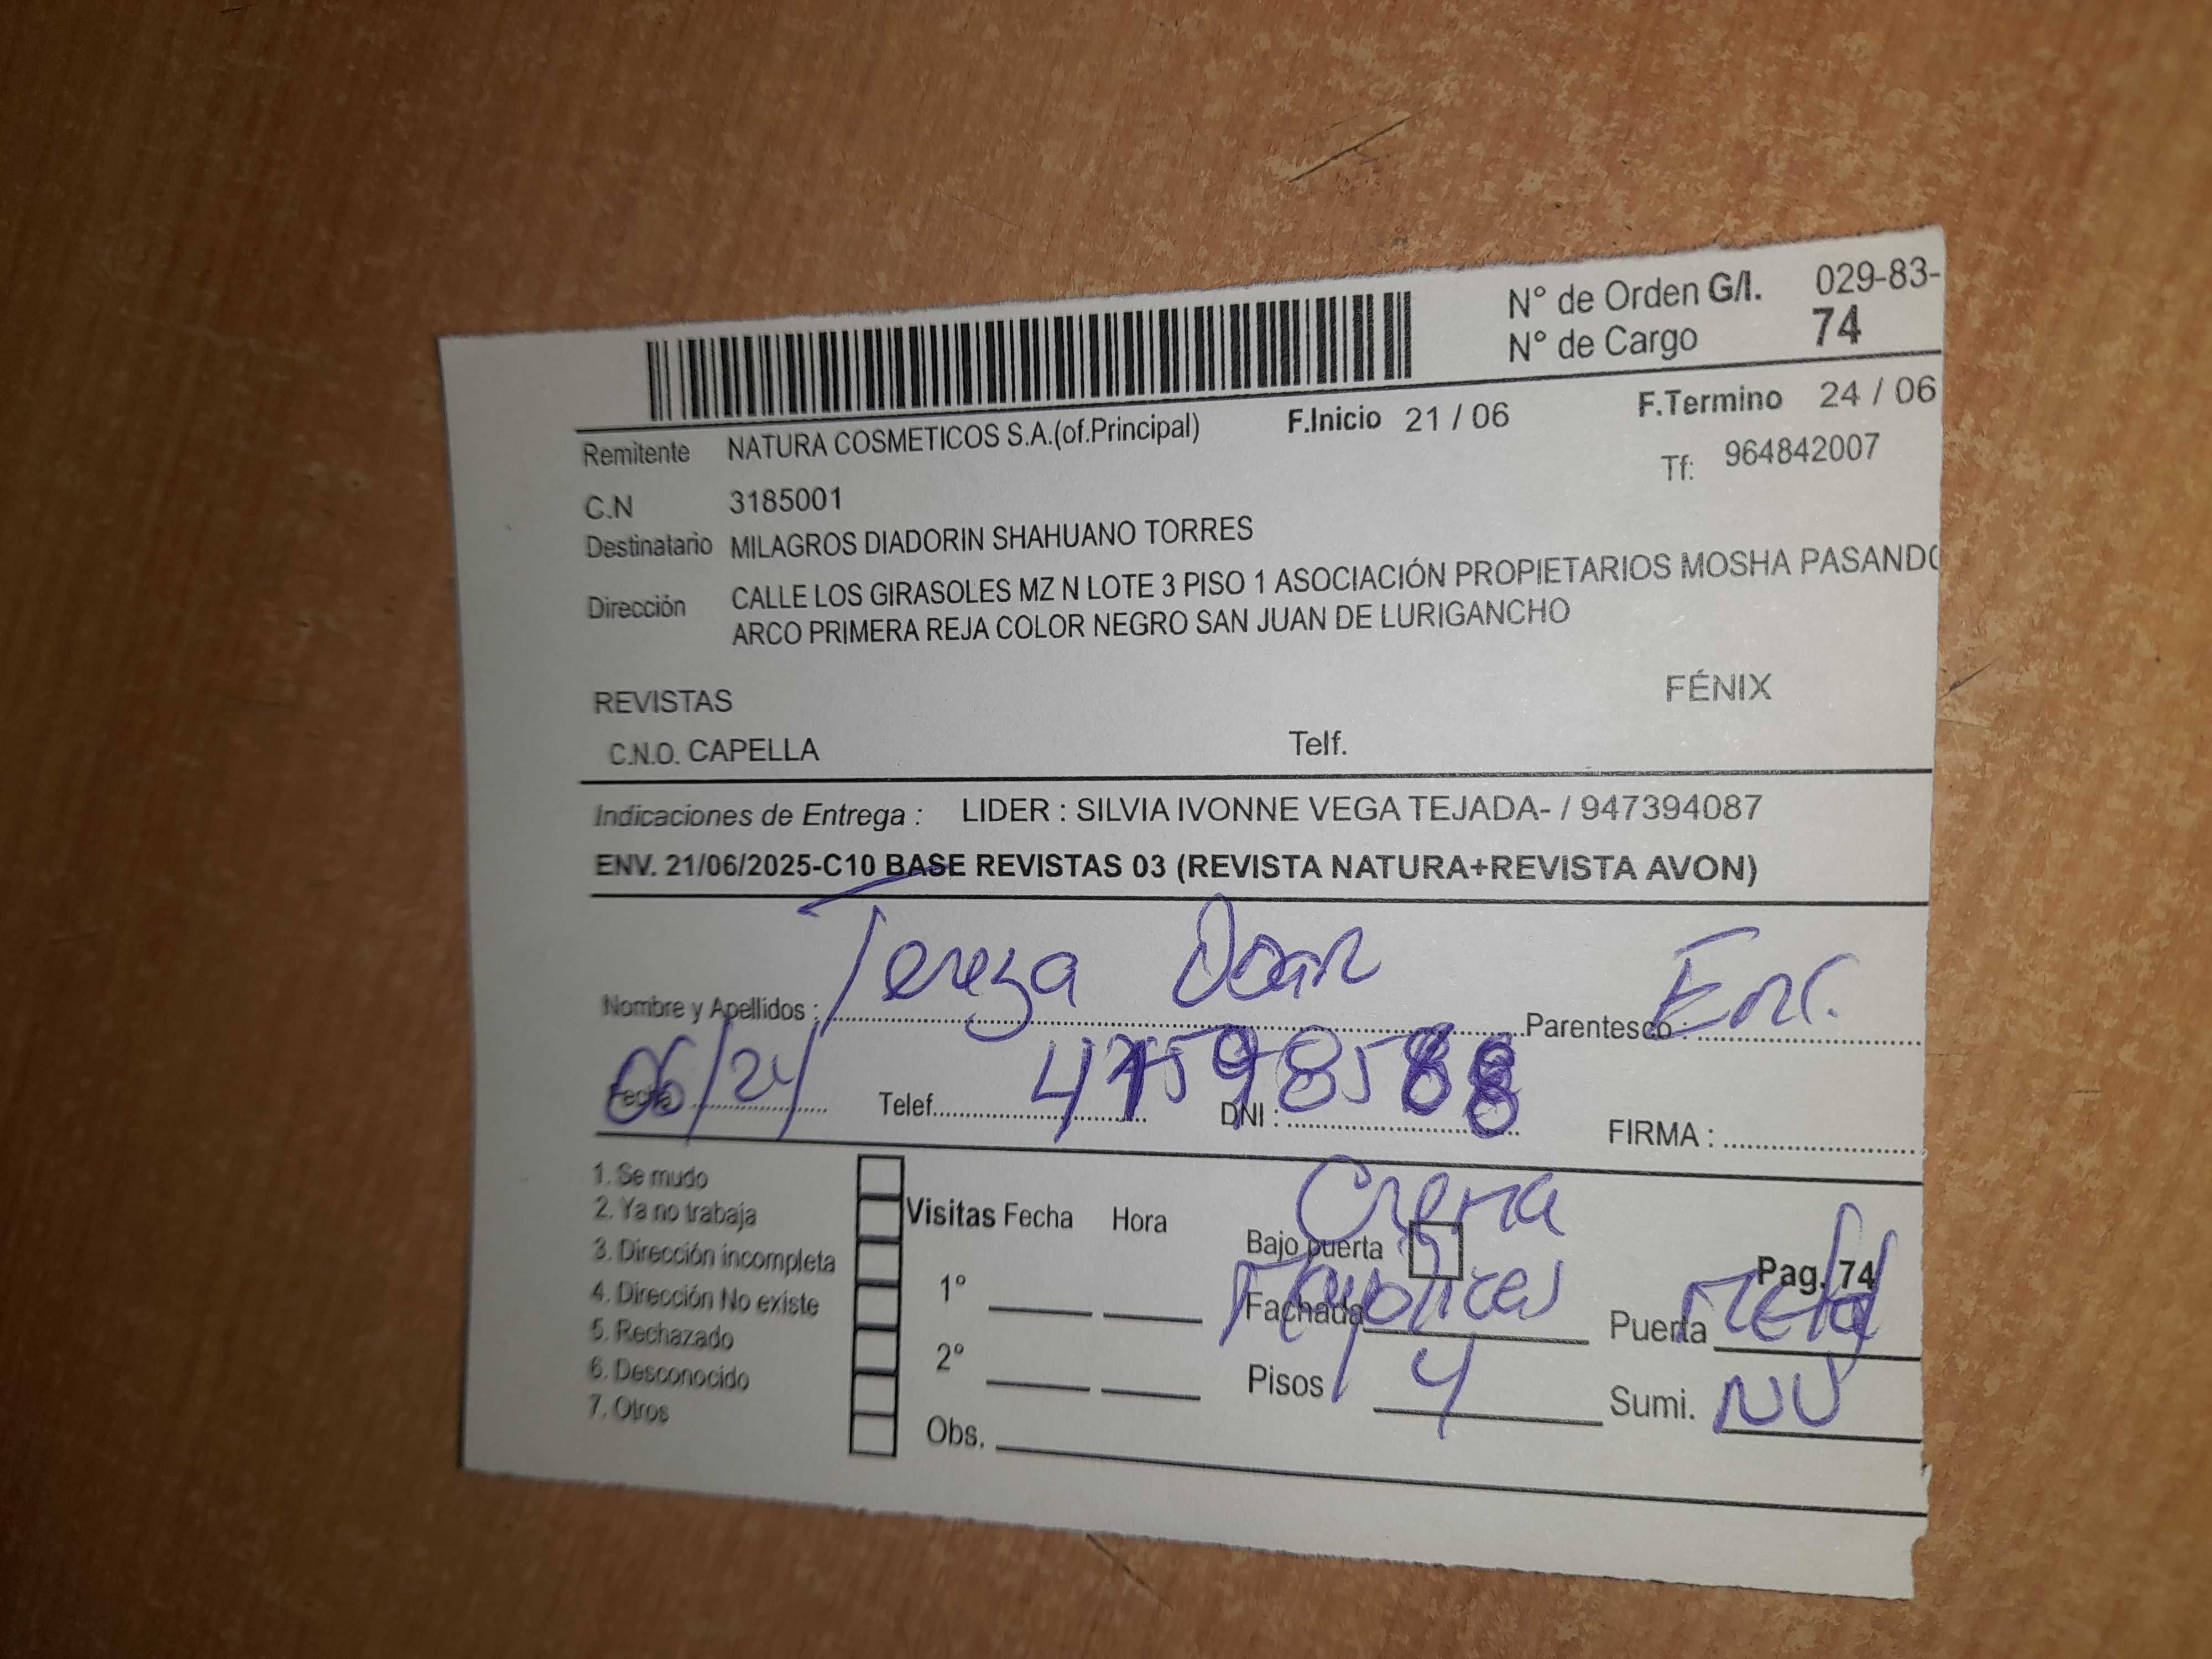 N° de Orden G/I. 029-83-
N° de Cargo 74
Remitente NATURA COSMETICOS S.A.(of.Principal) F.Inicio 21 / 06 F.Termino 24 / 06
C.N 3185001 Tf: 964842007
Destinatario MILAGROS DIADORIN SHAHUANO TORRES
Dirección CALLE LOS GIRASOLES MZ N LOTE 3 PISO 1 ASOCIACIÓN PROPIETARIOS MOSHA PASANDO
ARCO PRIMERA REJA COLOR NEGRO SAN JUAN DE LURIGANCHO
REVISTAS FÉNIX
C.N.O. CAPELLA Telf.
Indicaciones de Entrega : LIDER : SILVIA IVONNE VEGA TEJADA- / 947394087
ENV. 21/06/2025-C10 BASE REVISTAS 03 (REVISTA NATURA+REVISTA AVON)
Nombre y Apellidos : Tereza Parentesco :
Fecha 06/24 Telef. DNI : FIRMA :
1. Se mudo
2. Ya no trabaja
3. Dirección incompleta
4. Dirección No existe
5. Rechazado
6. Desconocido
7. Otros
Visitas Fecha Hora
1°
2°
Obs.
Crema
Bajo puerta Pag. 74
Fachada Mayolicas Puerta Metal
Pisos 4 Sumi.